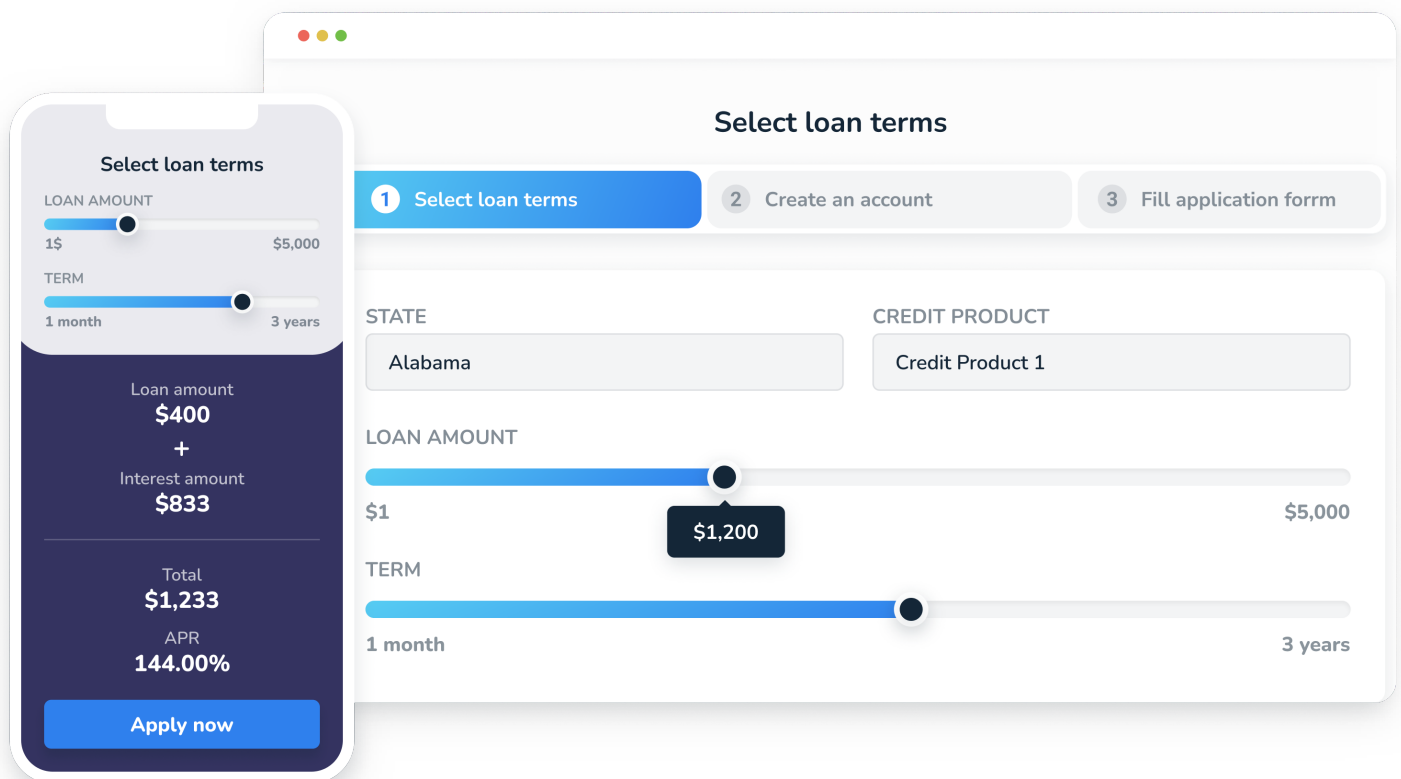 Select loan terms
1 Select loan terms
2 Create an account
3 Fill application forrm
STATE
Alabama
CREDIT PRODUCT
Credit Product 1
LOAN AMOUNT
$1
$5,000
$1,200
TERM
1 month
3 years
Select loan terms
LOAN AMOUNT
1$
$5,000
TERM
1 month
3 years
Loan amount
$400
+
Interest amount
$833
Total
$1,233
APR
144.00%
Apply now